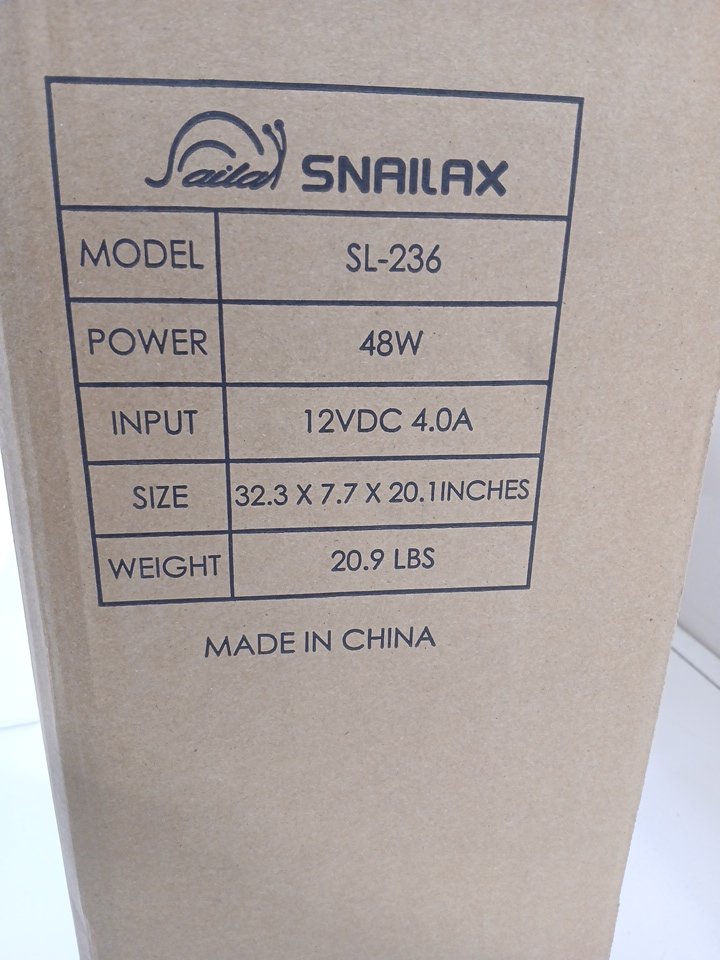 Snailax SNAILAX
MODEL SL-236
POWER 48W
INPUT 12VDC 4.0A
SIZE 32.3 X 7.7 X 20.1INCHES
WEIGHT 20.9 LBS
MADE IN CHINA